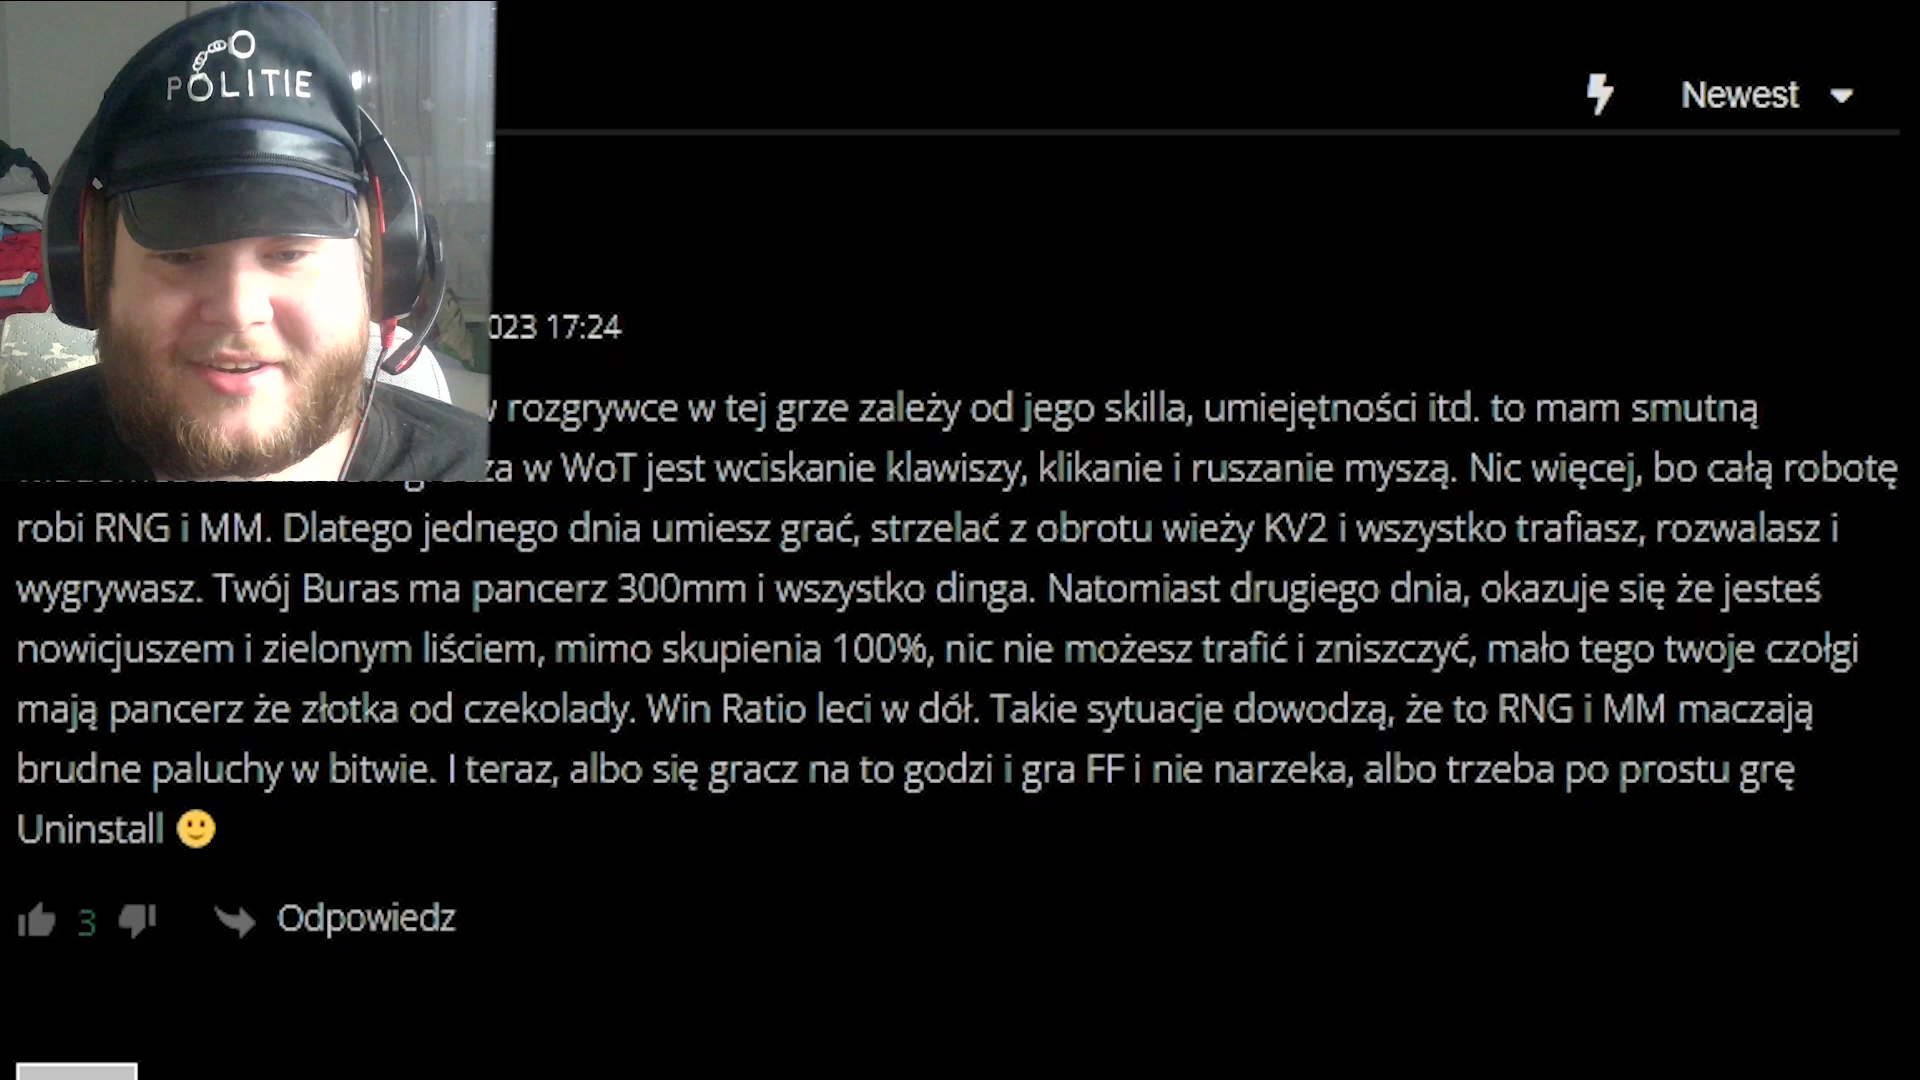 POLITIE
Newest
023 17:24
rozgrywce w tej grze zależy od jego skilla, umiejętności itd. to mam smutną
za w WoT jest wciskanie klawiszy, klikanie i ruszanie myszą. Nic więcej, bo całą robotę
robi RNG i MM. Dlatego jednego dnia umiesz grać, strzelać z obrotu wieży KV2 i wszystko trafiasz, rozwalasz i
wygrywasz. Twój Buras ma pancerz 300mm i wszystko dinga. Natomiast drugiego dnia, okazuje się że jesteś
nowicjuszem i zielonym liściem, mimo skupienia 100%, nic nie możesz trafić i zniszczyć, mało tego twoje czołgi
mają pancerz że złotka od czekolady. Win Ratio leci w dół. Takie sytuacje dowodzą, że to RNG i MM maczają
brudne paluchy w bitwie. I teraz, albo się gracz na to godzi i gra FF i nie narzeka, albo trzeba po prostu grę
Uninstall 🙂
3 Odpowiedz